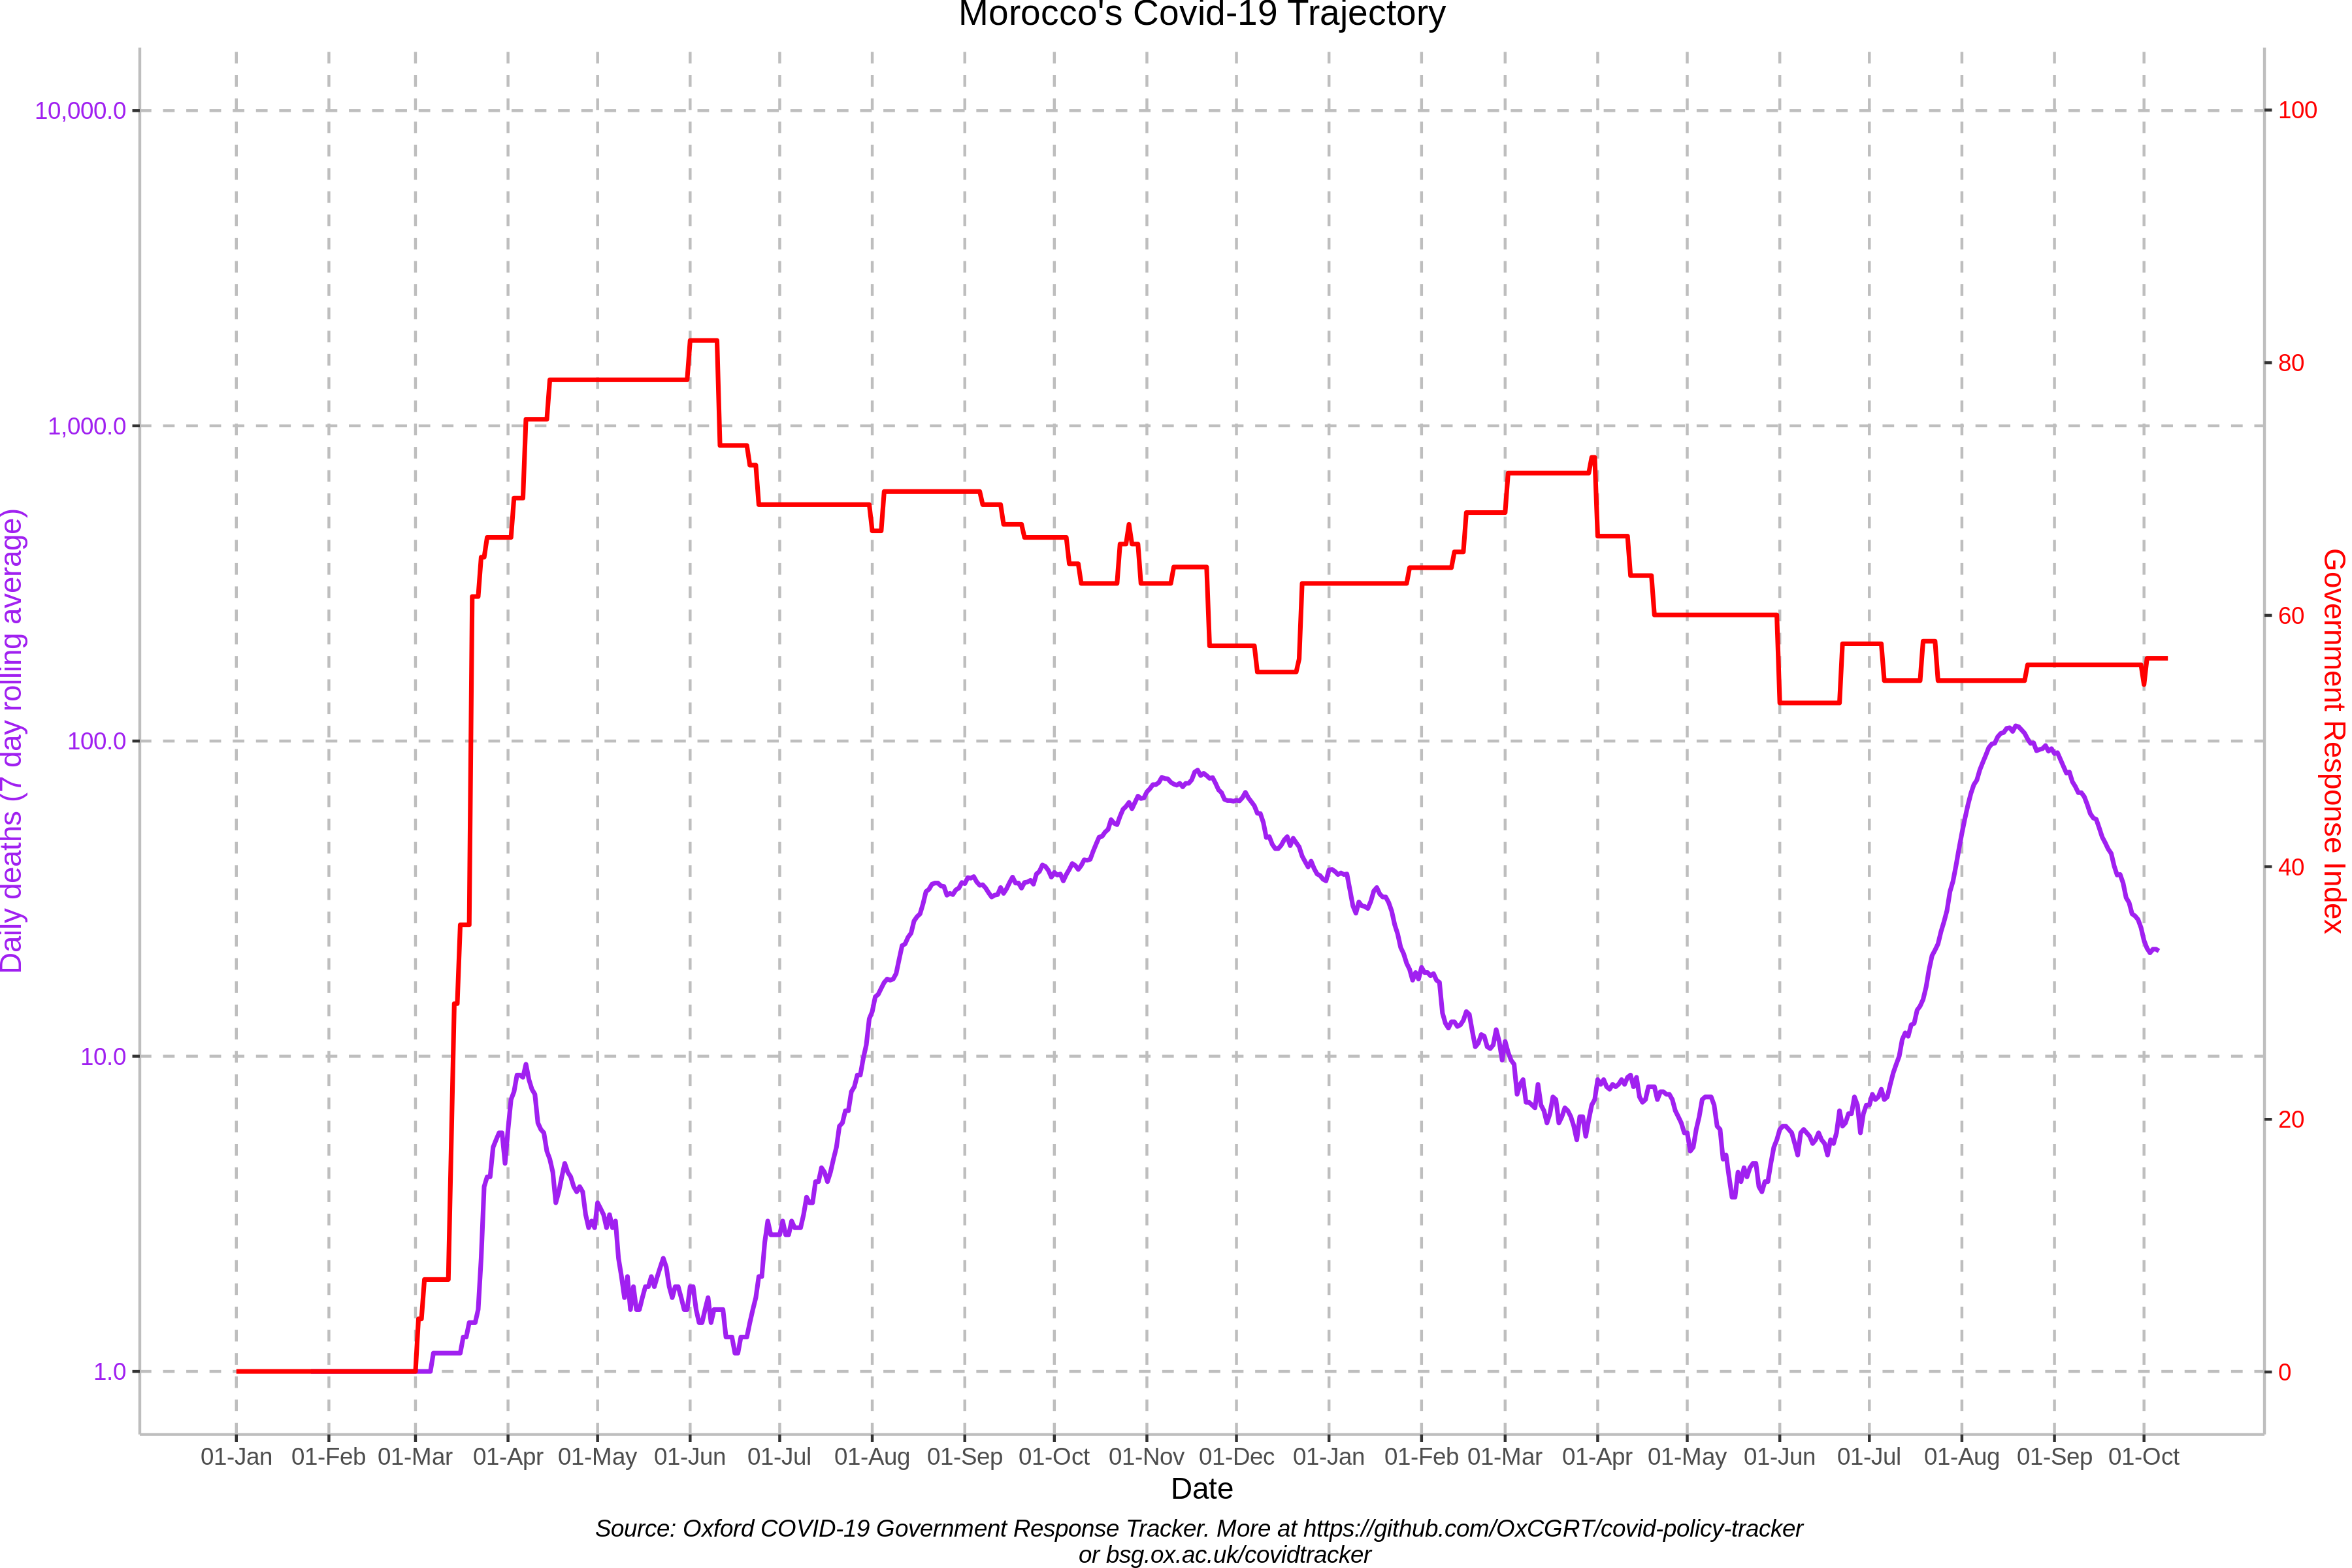 Morocco's Covid-19 Trajectory
10,000.0
1,000.0
100.0
10.0
1.0
Daily deaths (7 day rolling average)
100
80
60
40
20
0
Government Response Index
01-Jan 01-Feb 01-Mar 01-Apr 01-May 01-Jun 01-Jul 01-Aug 01-Sep 01-Oct 01-Nov 01-Dec 01-Jan 01-Feb 01-Mar 01-Apr 01-May 01-Jun 01-Jul 01-Aug 01-Sep 01-Oct
Date
Source: Oxford COVID-19 Government Response Tracker. More at https://github.com/OxCGRT/covid-policy-tracker
or bsg.ox.ac.uk/covidtracker